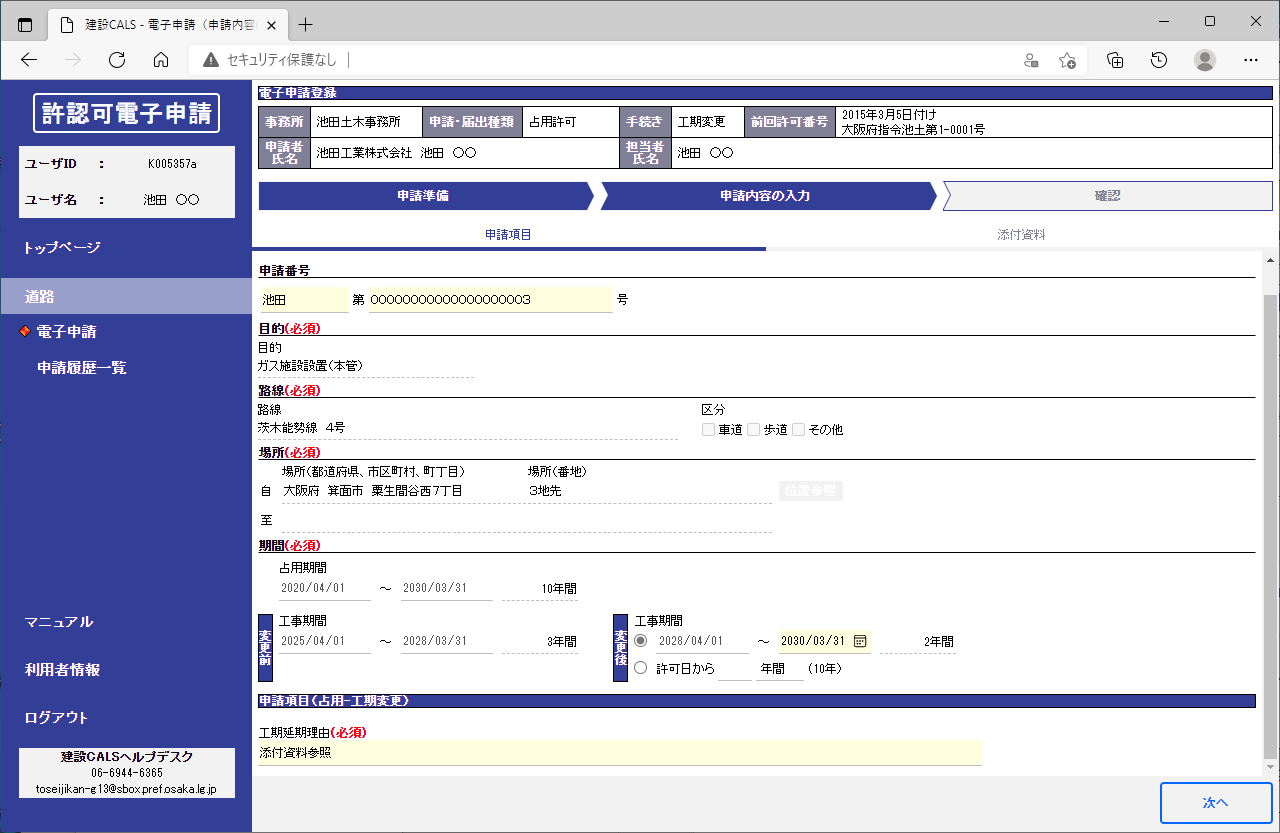 建設CALS - 電子申請（申請内容
セキュリティ保護なし
許認可電子申請
ユーザID ： K005357a
ユーザ名 ： 池田 ○○
トップページ
道路
電子申請
申請履歴一覧
マニュアル
利用者情報
ログアウト
建設CALSヘルプデスク
06-6944-6365
toseijikan-g13@sbox.pref.osaka.lg.jp
電子申請登録
事務所 池田土木事務所 申請・届出種類 占用許可 手続き 工期変更 前回許可番号 2015年3月5日付け
大阪府指令池土第1-0001号
申請者氏名 池田工業株式会社 池田 ○○ 担当者氏名 池田 ○○
申請準備 申請内容の入力 確認
申請項目 添付資料
申請番号
池田 第 00000000000000000003 号
目的(必須)
目的
ガス施設設置(本管)
路線(必須)
路線 区分
茨木能勢線 4号 車道 歩道 その他
場所(必須)
場所(都道府県、市区町村、町丁目) 場所(番地)
自 大阪府 箕面市 粟生間谷西7丁目 3地先 位置参照
至
期間(必須)
占用期間
2020/04/01 ～ 2030/03/31 10年間
変更前 工事期間 変更後 工事期間
2025/04/01 ～ 2028/03/31 3年間 2028/04/01 ～ 2030/03/31 2年間
許可日から 年間 (10年)
申請項目(占用-工期変更)
工期延期理由(必須)
添付資料参照
次へ